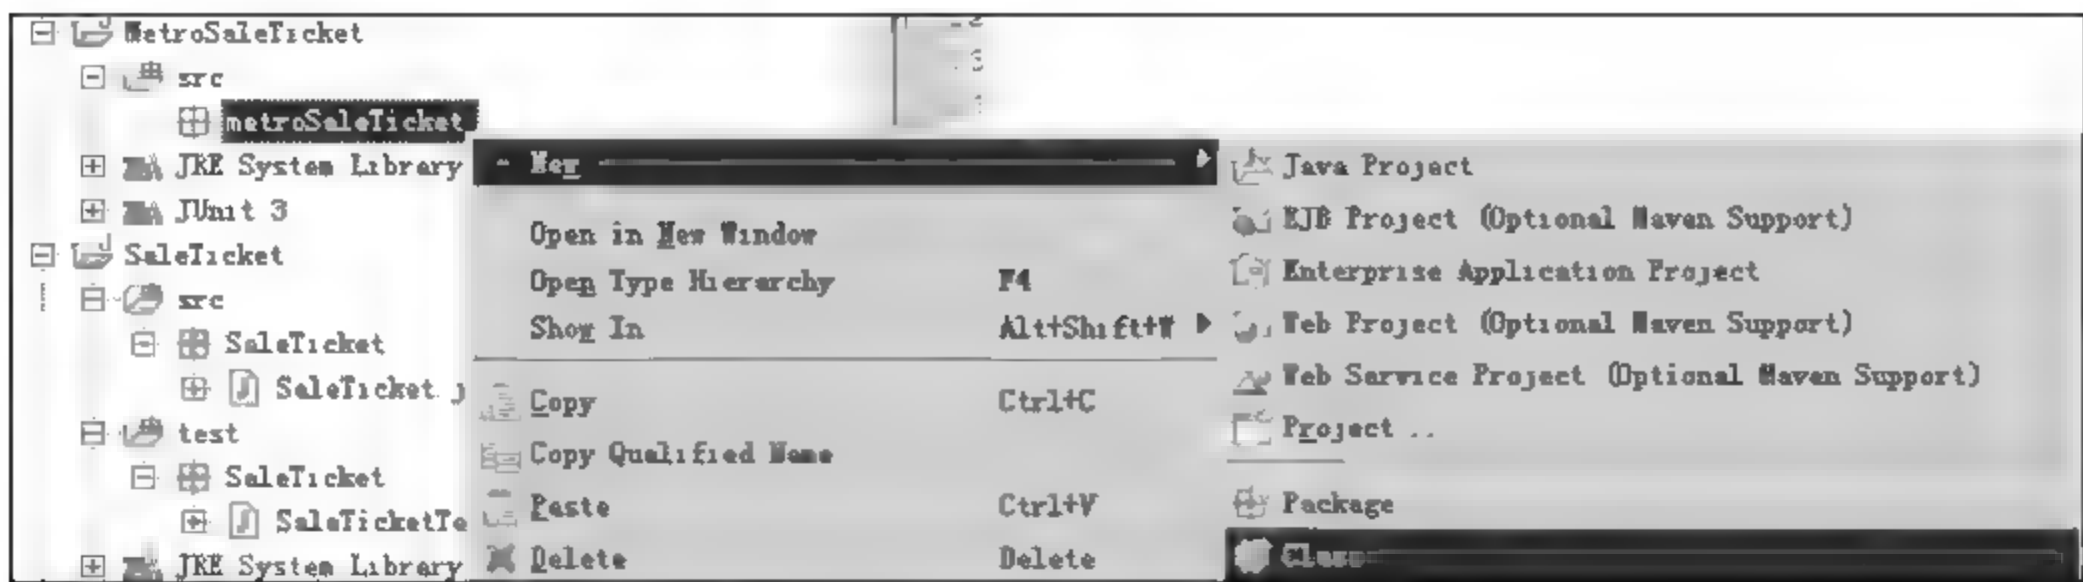 MetroSaleTicket
src
metroSaleTicket
JRE System Library
JUnit 3
SaleTicket
src
SaleTicket
SaleTicket.j
test
SaleTicket
SaleTicketTe
JRE System Library
New
Open in New Window
Open Type Hierarchy F4
Show In Alt+Shift+W
Copy Ctrl+C
Copy Qualified Name
Paste Ctrl+V
Delete Delete
Java Project
EJB Project (Optional Maven Support)
Enterprise Application Project
Web Project (Optional Maven Support)
Web Service Project (Optional Maven Support)
Project...
Package
Class